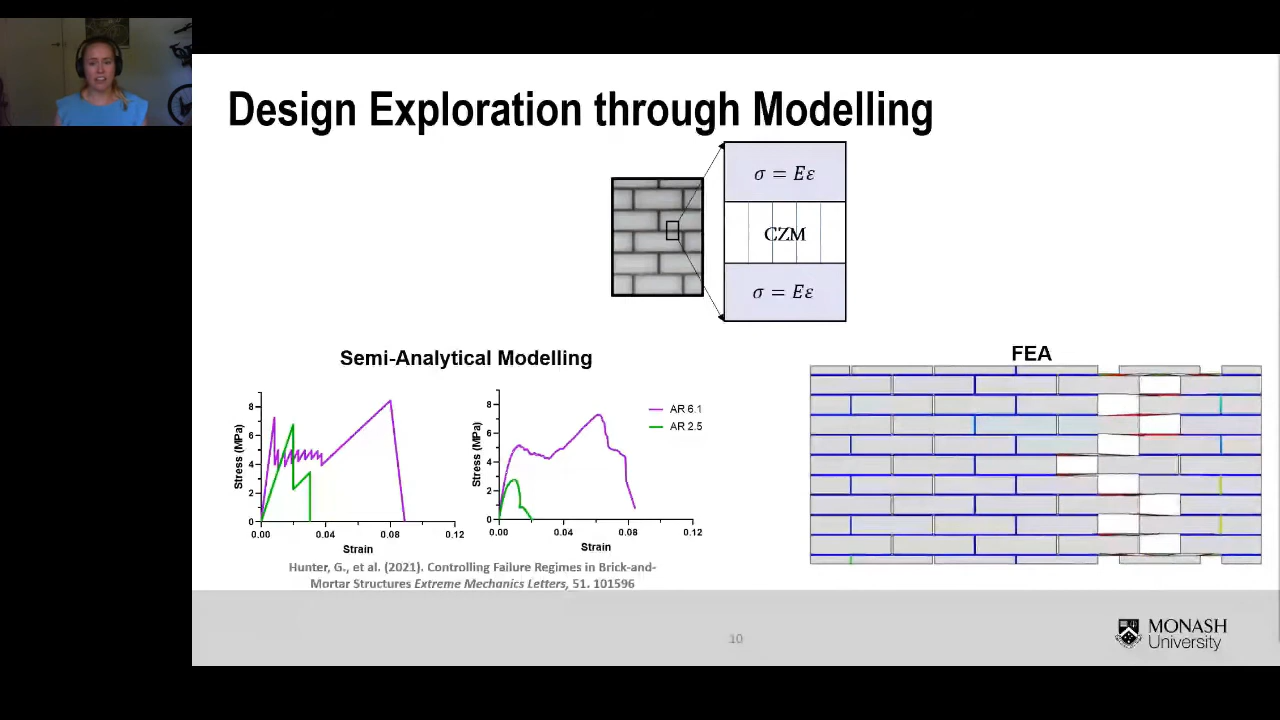 Design Exploration through Modelling
σ = Eε
CZM
σ = Eε
Semi-Analytical Modelling
FEA
Stress (MPa)
8
6
4
2
0
0.00 0.04 0.08 0.12
Strain
Stress (MPa)
8
6
4
2
0
0.00 0.04 0.08 0.12
Strain
AR 6.1
AR 2.5
Hunter, G., et al. (2021). Controlling Failure Regimes in Brick-and-
Mortar Structures Extreme Mechanics Letters, 51. 101596
10
MONASH
University